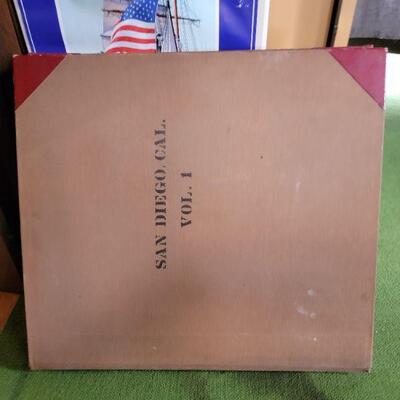 SAN DIEGO, CAL.
VOL. 1